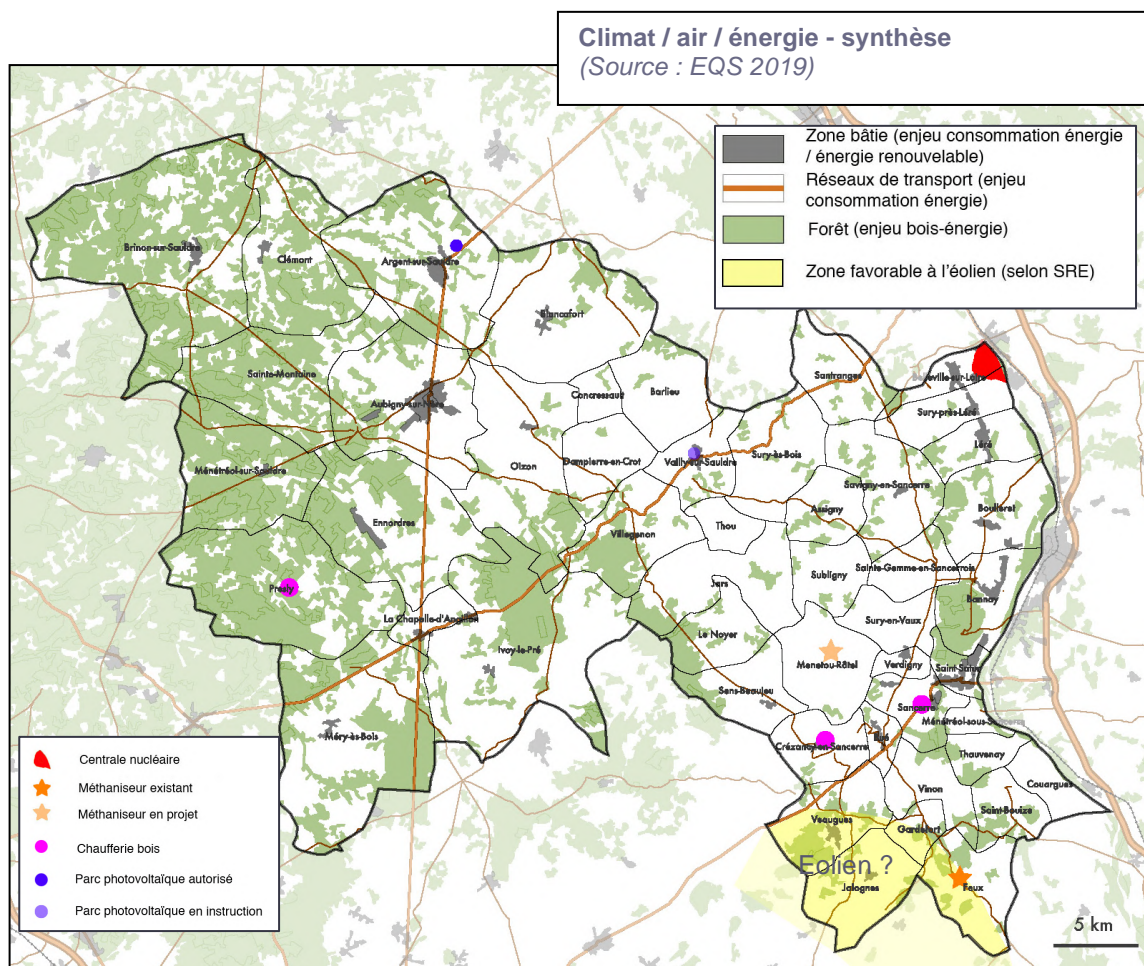 Climat / air / énergie - synthèse
(Source : EQS 2019)
Zone bâtie (enjeu consommation énergie
/ énergie renouvelable)
Réseaux de transport (enjeu
consommation énergie)
Forêt (enjeu bois-énergie)
Zone favorable à l'éolien (selon SRE)
Brinon-sur-Sauldre
Clémont
Argent-sur-Sauldre
Blancafort
Sainte-Montaine
Aubigny-sur-Nère
Concressault
Barlieu
Santranges
Belleville-sur-Loire
Sury-près-Léré
Léré
Ménétréol-sur-Sauldre
Oizon
Dampierre-en-Crot
Vailly-sur-Sauldre
Sury-ès-Bois
Savigny-en-Sancerre
Ennordres
Villegenon
Thou
Assigny
Boulleret
Presly
Jars
Subligny
Sainte-Gemme-en-Sancerrois
Bannay
La Chapelle-d'Angillon
Ivoy-le-Pré
Le Noyer
Sury-en-Vaux
Menetou-Râtel
Verdigny
Saint-Satur
Sens-Beaujeu
Sancerre
Méry-ès-Bois
Crézancy-en-Sancerre
Bué
Ménétréol-sous-Sancerre
Thauvenay
Vinon
Couargues
Veaugues
Gardefort
Saint-Bouize
Eolien ?
Jalognes
Feux
Centrale nucléaire
Méthaniseur existant
Méthaniseur en projet
Chaufferie bois
Parc photovoltaïque autorisé
Parc photovoltaïque en instruction
5 km